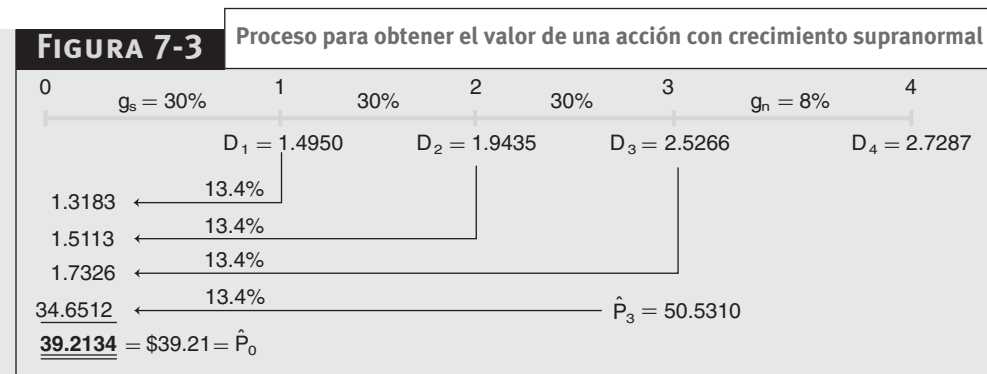 FIGURA 7-3
Proceso para obtener el valor de una acción con crecimiento supranormal
0 gₛ = 30% 1 30% 2 30% 3 gₙ = 8% 4
D₁ = 1.4950 D₂ = 1.9435 D₃ = 2.5266 D₄ = 2.7287
1.3183 13.4%
1.5113 13.4%
1.7326 13.4%
34.6512 13.4% P̂₃ = 50.5310
39.2134 = $39.21 = P̂₀